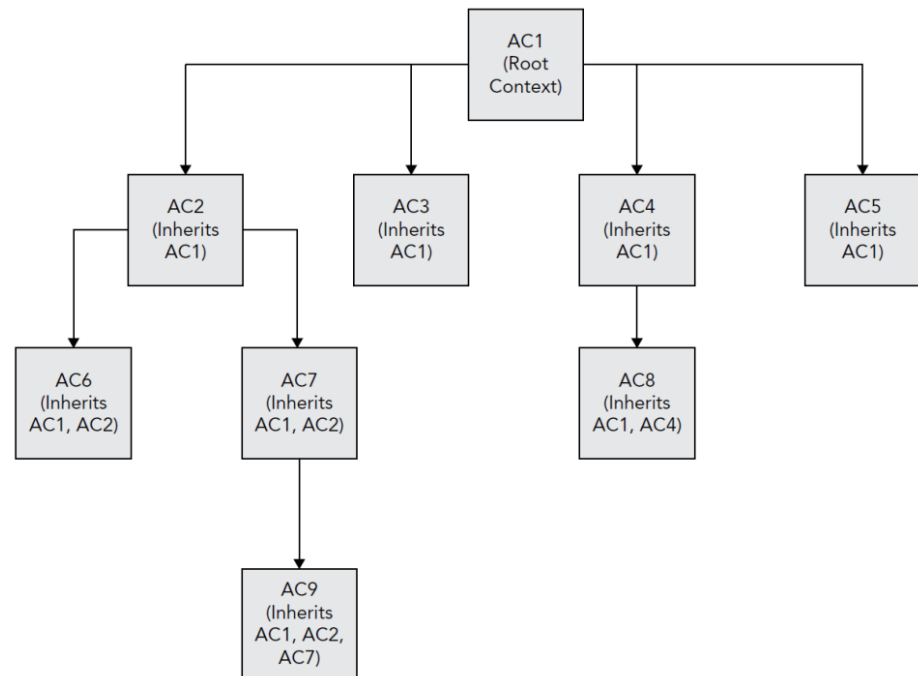 AC1
(Root
Context)
AC2
(Inherits
AC1)
AC3
(Inherits
AC1)
AC4
(Inherits
AC1)
AC5
(Inherits
AC1)
AC6
(Inherits
AC1, AC2)
AC7
(Inherits
AC1, AC2)
AC8
(Inherits
AC1, AC4)
AC9
(Inherits
AC1, AC2,
AC7)